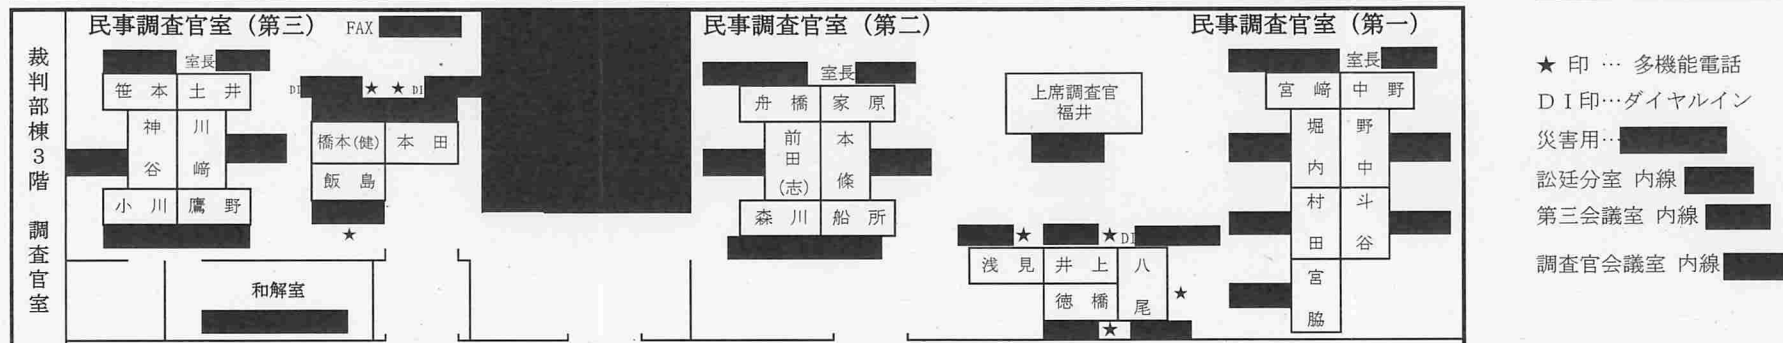 裁判部棟3階 調査官室
民事調査官室(第三) FAX
室長
笹本 土井
神谷 川﨑
小川 鷹野
DI ★ ★ DI
橋本(健) 本田
飯島
★
和解室
民事調査官室(第二)
室長
舟橋 家原
前田(志) 本條
森川 船所
上席調査官
福井
★ ★DI
浅見 井上 八尾
徳橋
★
★
民事調査官室(第一)
室長
宮﨑 中野
堀内 野中
村田 斗谷
宮脇
★ 印 … 多機能電話
DI印…ダイヤルイン
災害用…
訟廷分室 内線
第三会議室 内線
調査官会議室 内線